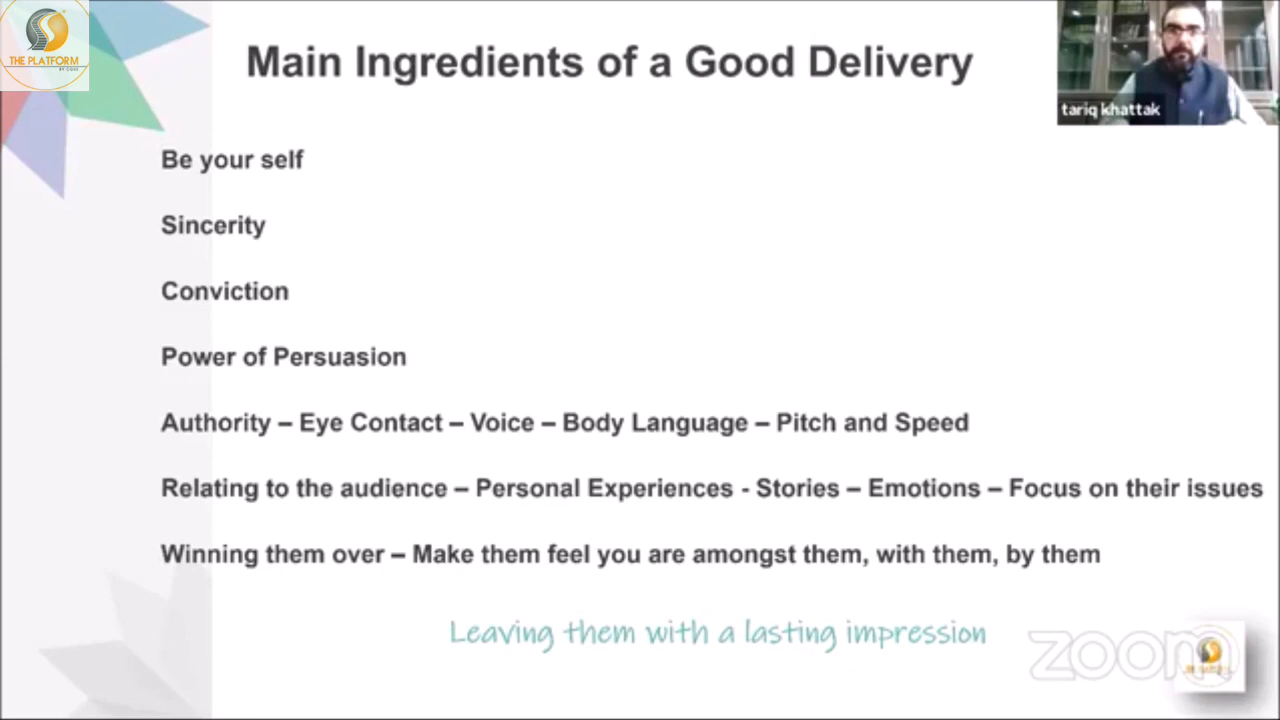 THE PLATFORM
Main Ingredients of a Good Delivery
tariq khattak
Be your self
Sincerity
Conviction
Power of Persuasion
Authority – Eye Contact – Voice – Body Language – Pitch and Speed
Relating to the audience – Personal Experiences - Stories – Emotions – Focus on their issues
Winning them over – Make them feel you are amongst them, with them, by them
Leaving them with a lasting impression
zoom